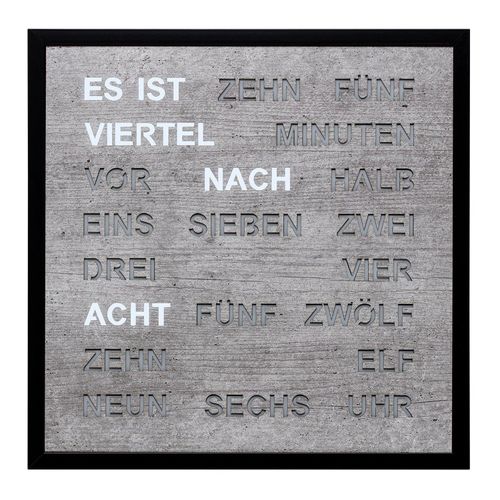 ES IST ZEHN FÜNF
VIERTEL MINUTEN
VOR NACH HALB
EINS SIEBEN ZWEI
DREI VIER
ACHT FÜNF ZWÖLF
ZEHN ELF
NEUN SECHS UHR